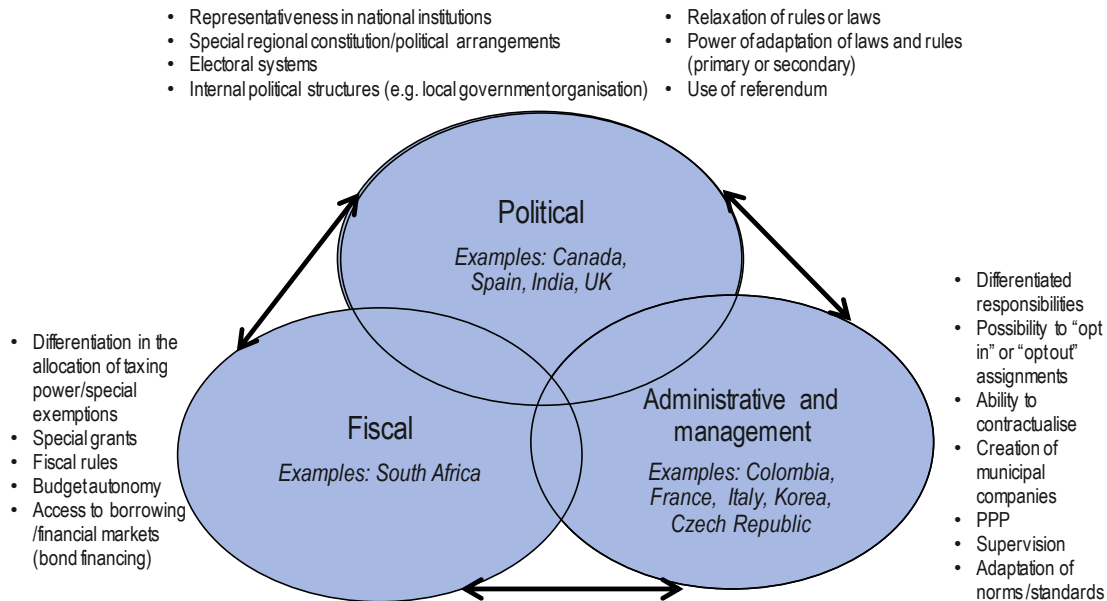 • Representativeness in national institutions
• Special regional constitution/political arrangements
• Electoral systems
• Internal political structures (e.g. local government organisation)
• Relaxation of rules or laws
• Power of adaptation of laws and rules
(primary or secondary)
• Use of referendum
Political
Examples: Canada,
Spain, India, UK
• Differentiation in the
allocation of taxing
power/special
exemptions
• Special grants
• Fiscal rules
• Budget autonomy
• Access to borrowing
/financial markets
(bond financing)
Fiscal
Examples: South Africa
Administrative and
management
Examples: Colombia,
France, Italy, Korea,
Czech Republic
• Differentiated
responsibilities
• Possibility to “opt
in” or “opt out”
assignments
• Ability to
contractualise
• Creation of
municipal
companies
• PPP
• Supervision
• Adaptation of
norms/standards